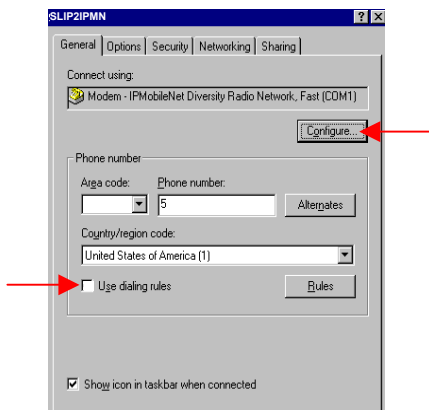 SLIP2IPMN
General Options Security Networking Sharing
Connect using:
Modem - IPMobileNet Diversity Radio Network, Fast (COM1)
Configure...
Phone number
Area code: Phone number:
5 Alternates
Country/region code:
United States of America (1)
Use dialing rules Rules
Show icon in taskbar when connected